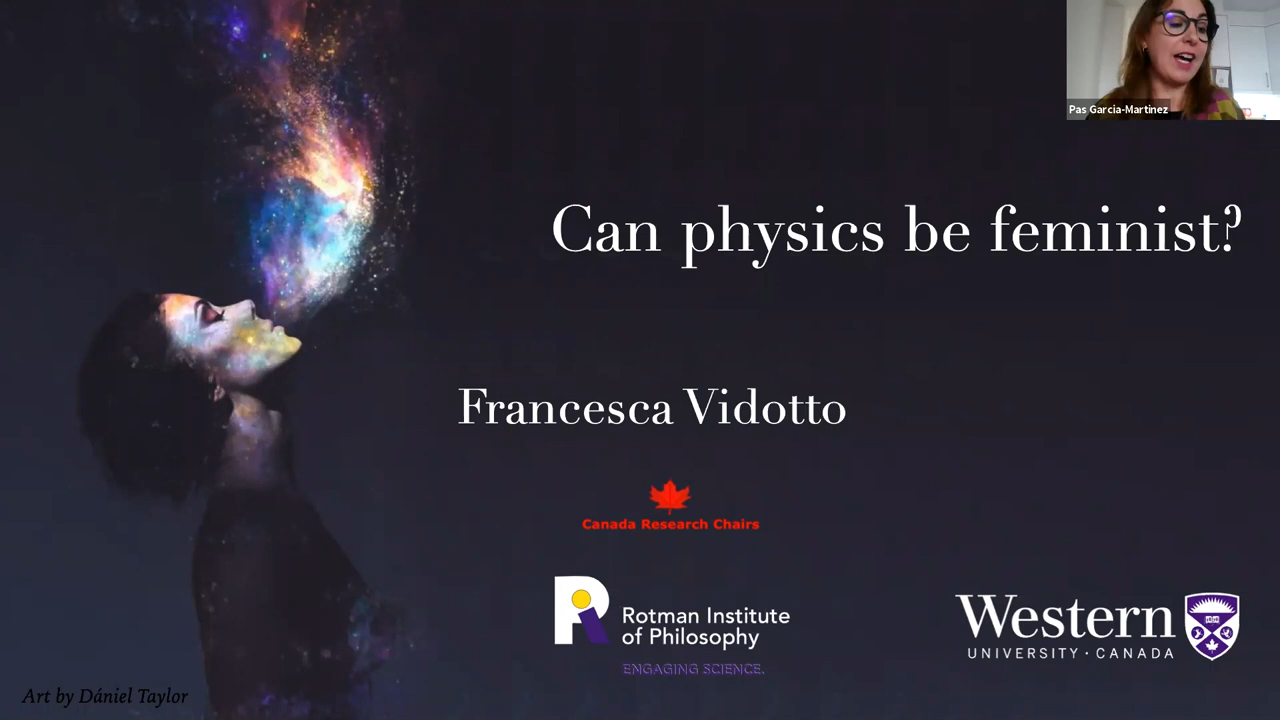 Pas Garcia-Martinez
Can physics be feminist?
Francesca Vidotto
Canada Research Chairs
Rotman Institute
of Philosophy
ENGAGING SCIENCE.
Western
UNIVERSITY · CANADA
Art by Dániel Taylor